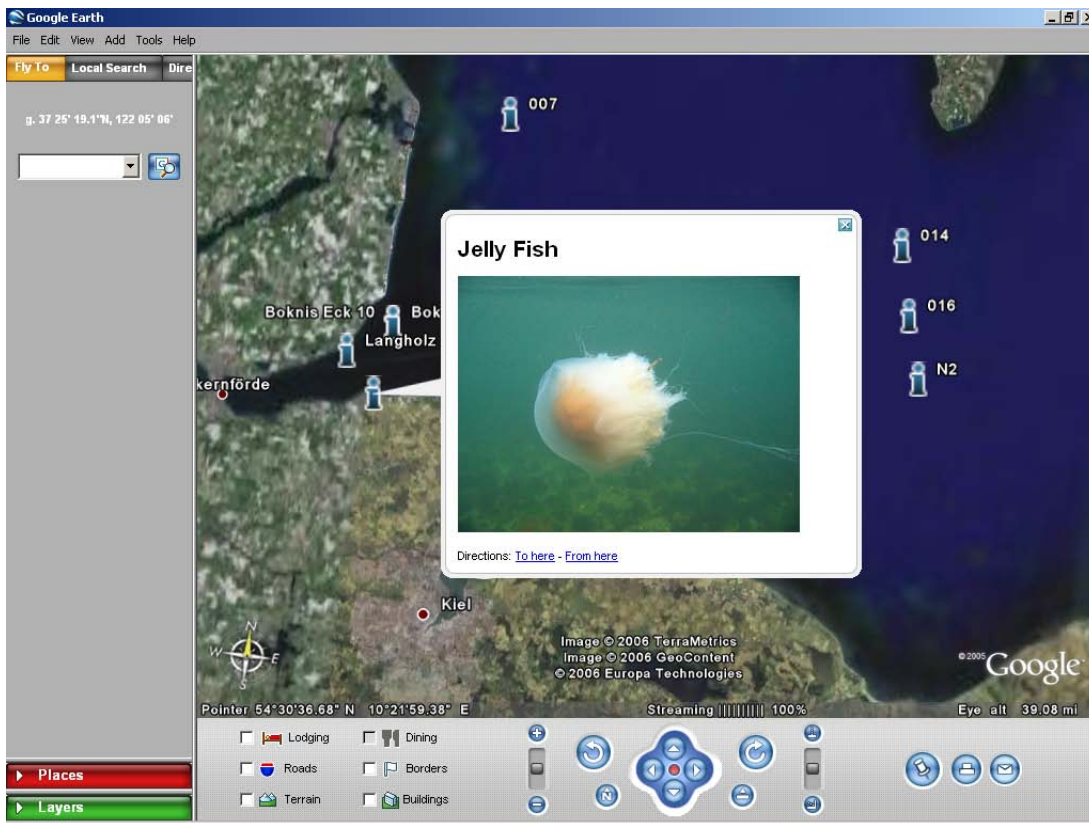 Google Earth
File Edit View Add Tools Help
Fly To Local Search Dire
g. 37 25' 19.1"N, 122 05' 06"
007
014
016
N2
Jelly Fish
Boknis Eck 10 Bok
Langholz
kernförde
Directions: To here - From here
Kiel
N
W E
S
Image © 2006 TerraMetrics
Image © 2006 GeoContent
© 2006 Europa Technologies
© 2005 Google
Pointer 54°30'36.68" N 10°21'59.38" E Streaming |||||||||| 100% Eye alt 39.08 mi
Lodging Dining
Roads Borders
Terrain Buildings
N
Places
Layers